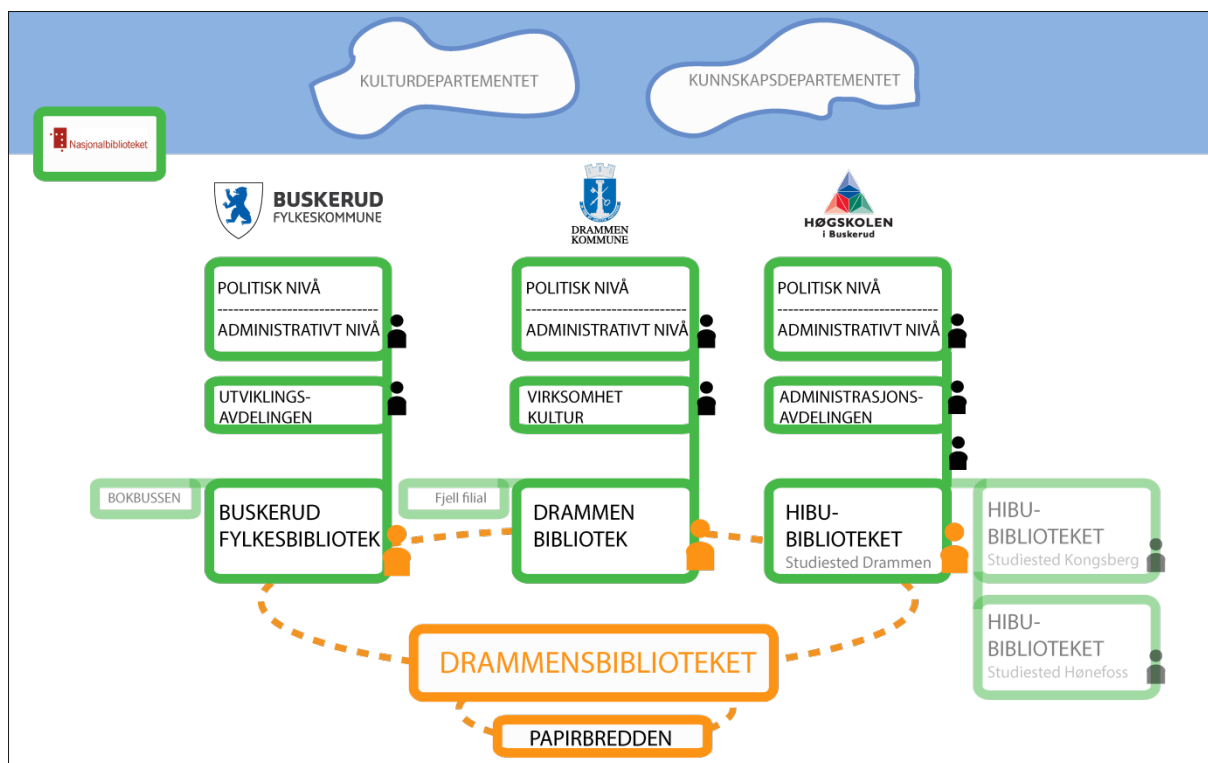 KULTURDEPARTEMENTET
KUNNSKAPSDEPARTEMENTET
Nasjonalbiblioteket
BUSKERUD
FYLKESKOMMUNE
DRAMMEN
KOMMUNE
HØGSKOLEN
i Buskerud
POLITISK NIVÅ
ADMINISTRATIVT NIVÅ
POLITISK NIVÅ
ADMINISTRATIVT NIVÅ
POLITISK NIVÅ
ADMINISTRATIVT NIVÅ
UTVIKLINGS-
AVDELINGEN
VIRKSOMHET
KULTUR
ADMINISTRASJONS-
AVDELINGEN
BOKBUSSEN
BUSKERUD
FYLKESBIBLIOTEK
Fjell filial
DRAMMEN
BIBLIOTEK
HIBU-
BIBLIOTEKET
Studiested Drammen
HIBU-
BIBLIOTEKET
Studiested Kongsberg
HIBU-
BIBLIOTEKET
Studiested Hønefoss
DRAMMENSBIBLIOTEKET
PAPIRBREDDEN